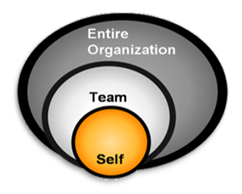 Entire
Organization
Team
Self